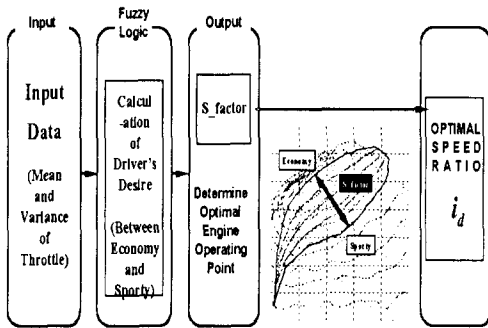 Input
Fuzzy
Logic
Output
Input
Data
(Mean
and
Variance
of
Throttle)
Calcul
-ation
of
Driver's
Desire
(Between
Economy
and
Sporty)
S_factor
Determine
Optimal
Engine
Operating
Point
Economy
S_factor
Sporty
OPTIMAL
SPEED
RATIO
i_d